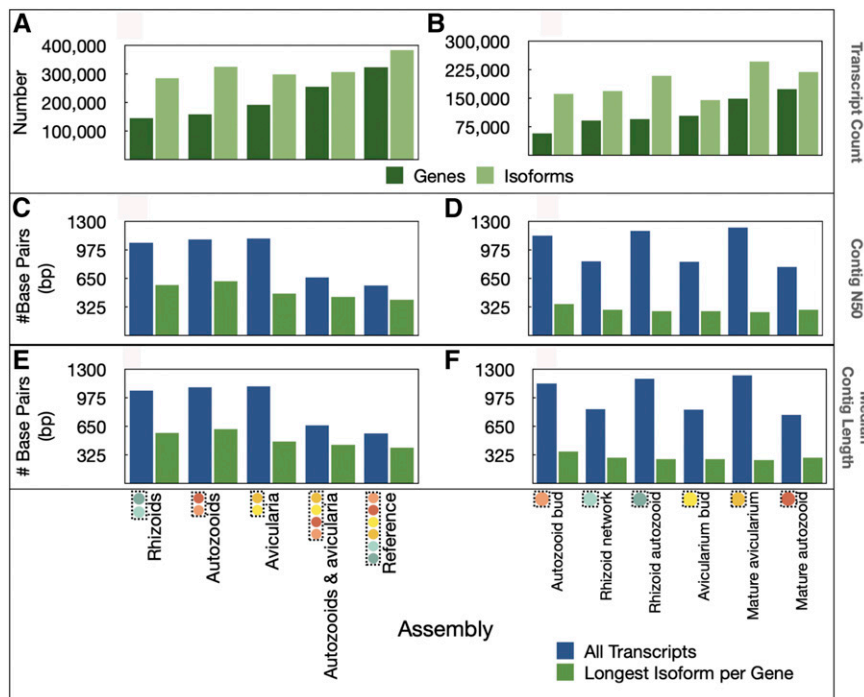 A
B
400,000
300,000
200,000
100,000
Number
300,000
225,000
150,000
75,000
Transcript Count
Genes
Isoforms
C
D
1300
975
650
325
#Base Pairs
(bp)
1300
975
650
325
Contig N50
E
F
1300
975
650
325
# Base Pairs
(bp)
1300
975
650
325
Median
Contig Length
Rhizoids
Autozooids
Avicularia
Autozooids & avicularia
Reference
Autozooid bud
Rhizoid network
Rhizoid autozooid
Avicularium bud
Mature avicularium
Mature autozooid
Assembly
All Transcripts
Longest Isoform per Gene